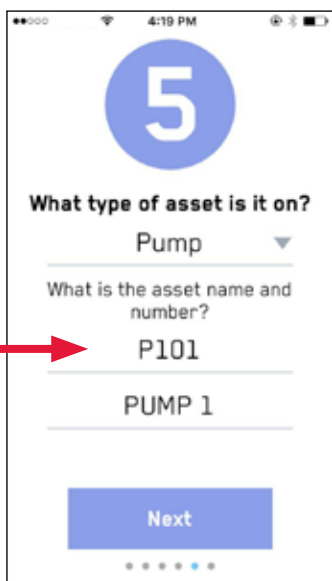 4:19 PM
5
What type of asset is it on?
Pump
What is the asset name and
number?
P101
PUMP 1
Next